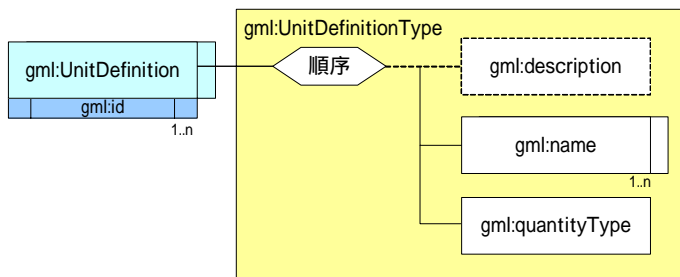 gml:UnitDefinitionType
gml:UnitDefinition
順序
gml:description
gml:id
1..n
gml:name
1..n
gml:quantityType